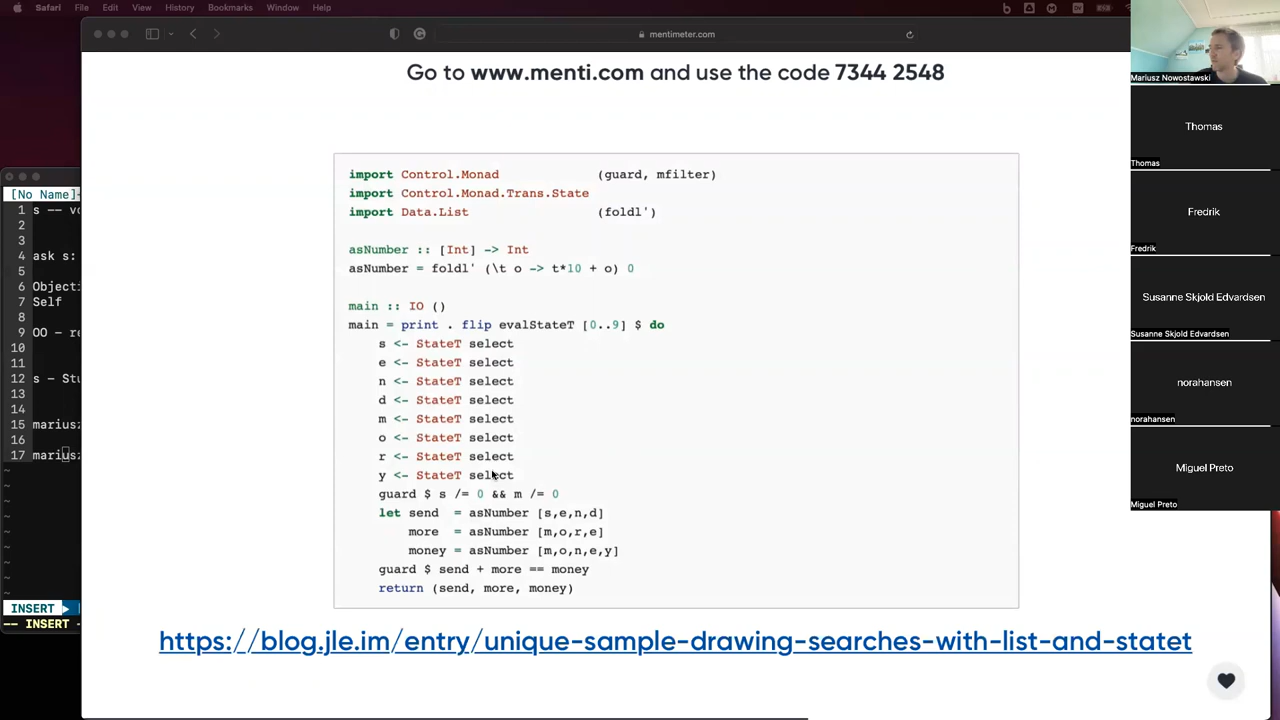 Safari File Edit View History Bookmarks Window Help
mentimeter.com
Go to www.menti.com and use the code 7344 2548
import Control.Monad (guard, mfilter)
import Control.Monad.Trans.State
import Data.List (foldl')
asNumber :: [Int] -> Int
asNumber = foldl' (\t o -> t*10 + o) 0
main :: IO ()
main = print . flip evalStateT [0..9] $ do
s <- StateT select
e <- StateT select
n <- StateT select
d <- StateT select
m <- StateT select
o <- StateT select
r <- StateT select
y <- StateT select
guard $ s /= 0 && m /= 0
let send = asNumber [s,e,n,d]
more = asNumber [m,o,r,e]
money = asNumber [m,o,n,e,y]
guard $ send + more == money
return (send, more, money)
https://blog.jle.im/entry/unique-sample-drawing-searches-with-list-and-statet
[No Name]
1 s -- vo
2
3
4 ask s:
5
6 Objecti
7 Self
8
9 OO - re
10
11
12 s - Stu
13
14
15 mariusz
16
17 mariusz
~
~
~
~
~
~
~
INSERT
-- INSERT
Mariusz Nowostawski
Thomas
Thomas
Fredrik
Fredrik
Susanne Skjold Edvardsen
Susanne Skjold Edvardsen
norahansen
norahansen
Miguel Preto
Miguel Preto